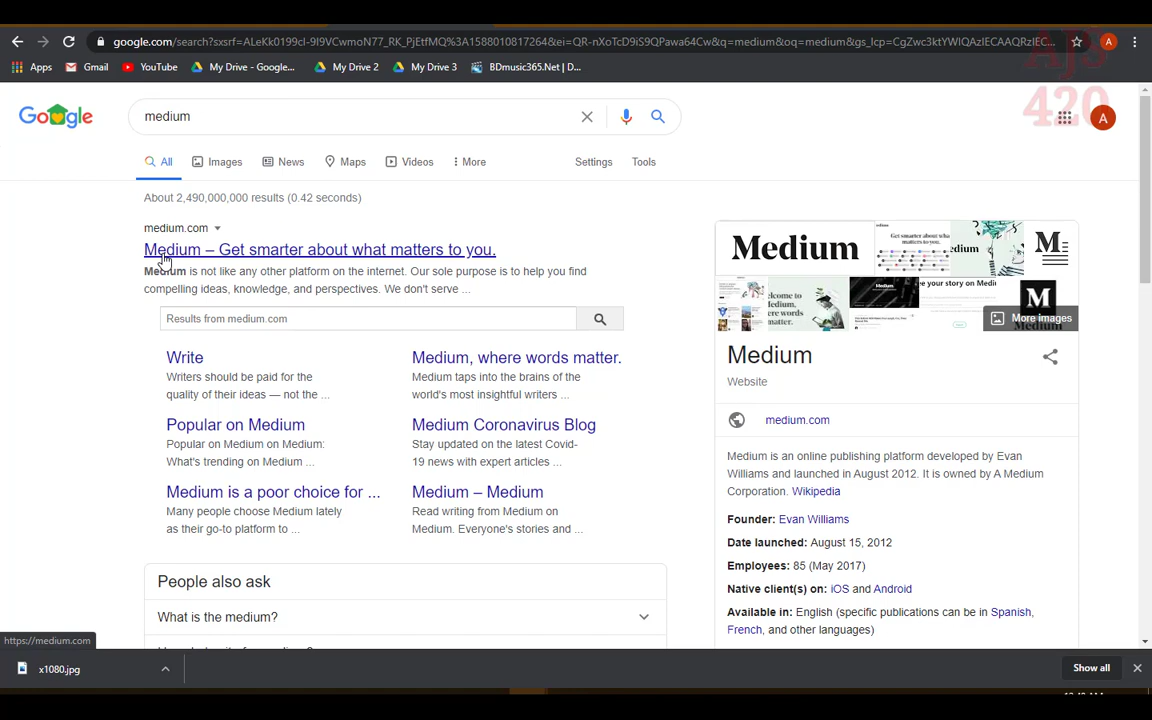 google.com/search?sxsrf=ALeKk0199cI-9I9VCwmoN77_RK_PjEtfMQ%3A1588010817264&ei=QR-nXoTcD9iS9QPawa64Cw&q=medium&oq=medium&gs_lcp=CgZwc3ktYWIQAzIECAAQRzIEC...
A
Apps
Gmail
YouTube
My Drive - Google...
My Drive 2
My Drive 3
BDmusic365.Net | D...
AJS
420
Google
medium
A
All
Images
News
Maps
Videos
More
Settings
Tools
About 2,490,000,000 results (0.42 seconds)
medium.com
Medium – Get smarter about what matters to you.
Medium is not like any other platform on the internet. Our sole purpose is to help you find
compelling ideas, knowledge, and perspectives. We don't serve ...
Results from medium.com
Write
Writers should be paid for the
quality of their ideas — not the ...
Medium, where words matter.
Medium taps into the brains of the
world's most insightful writers ...
Popular on Medium
Popular on Medium on Medium:
What's trending on Medium ...
Medium Coronavirus Blog
Stay updated on the latest Covid-
19 news with expert articles ...
Medium is a poor choice for ...
Many people choose Medium lately
as their go-to platform to ...
Medium – Medium
Read writing from Medium on
Medium. Everyone's stories and ...
People also ask
What is the medium?
Medium
M
M
More images
Medium
Website
medium.com
Medium is an online publishing platform developed by Evan
Williams and launched in August 2012. It is owned by A Medium
Corporation. Wikipedia
Founder: Evan Williams
Date launched: August 15, 2012
Employees: 85 (May 2017)
Native client(s) on: iOS and Android
Available in: English (specific publications can be in Spanish,
French, and other languages)
https://medium.com
x1080.jpg
Show all